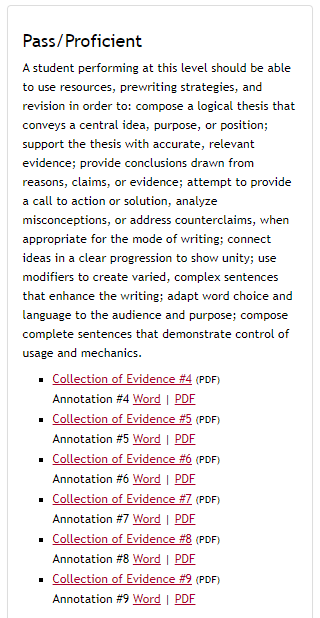 Pass/Proficient
A student performing at this level should be able
to use resources, prewriting strategies, and
revision in order to: compose a logical thesis that
conveys a central idea, purpose, or position;
support the thesis with accurate, relevant
evidence; provide conclusions drawn from
reasons, claims, or evidence; attempt to provide
a call to action or solution, analyze
misconceptions, or address counterclaims, when
appropriate for the mode of writing; connect
ideas in a clear progression to show unity; use
modifiers to create varied, complex sentences
that enhance the writing; adapt word choice and
language to the audience and purpose; compose
complete sentences that demonstrate control of
usage and mechanics.
Collection of Evidence #4 (PDF)
Annotation #4 Word | PDF
Collection of Evidence #5 (PDF)
Annotation #5 Word | PDF
Collection of Evidence #6 (PDF)
Annotation #6 Word | PDF
Collection of Evidence #7 (PDF)
Annotation #7 Word | PDF
Collection of Evidence #8 (PDF)
Annotation #8 Word | PDF
Collection of Evidence #9 (PDF)
Annotation #9 Word | PDF